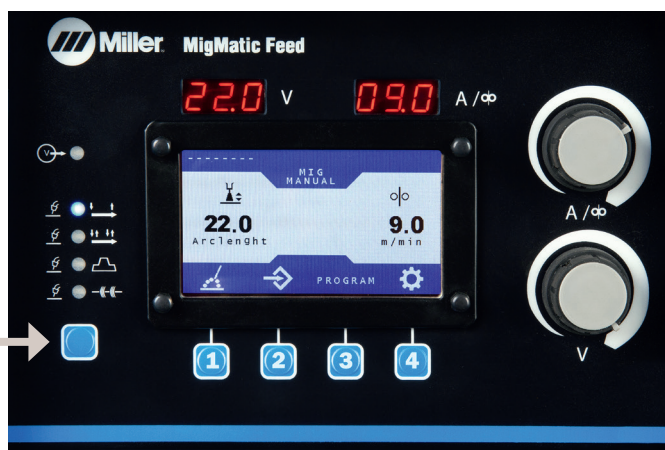 Miller MigMatic Feed
22.0 V 09.0 A /
V
MIG
MANUAL
22.0 9.0
Arclenght m/min
PROGRAM
A /
1 2 3 4
V